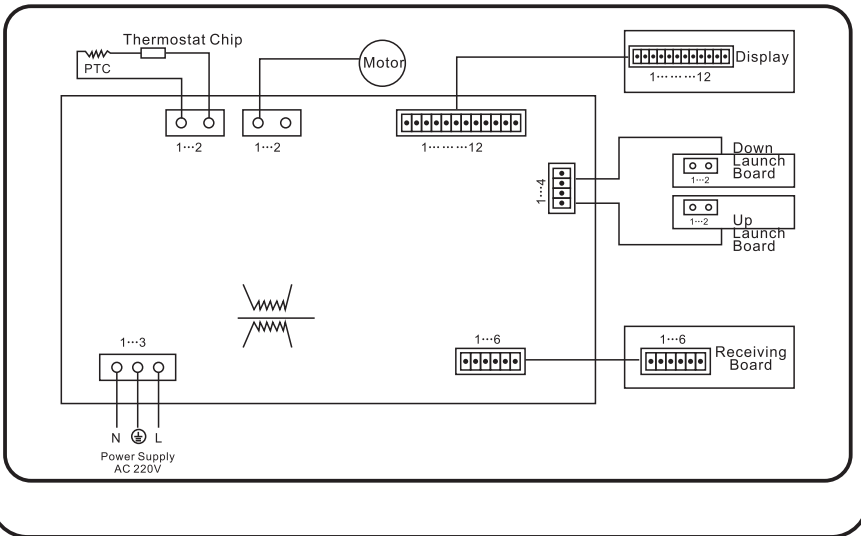 Thermostat Chip
PTC
Motor
Display
1………12
1…2
1…2
1………12
1…4
Down
Launch
Board
1…2
1…2
Up
Launch
Board
1…3
1…6
1…6
Receiving
Board
N
L
Power Supply
AC 220V